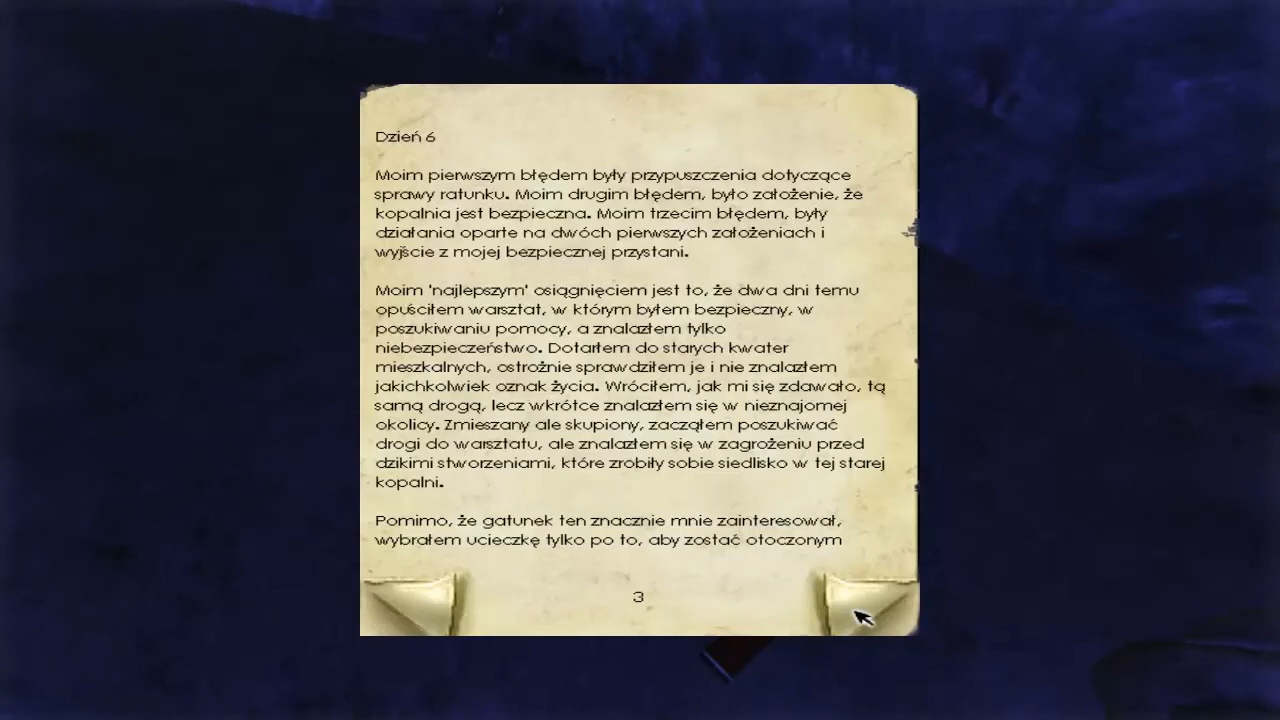 Dzień 6
Moim pierwszym błędem były przypuszczenia dotyczące
sprawy ratunku. Moim drugim błędem, było założenie, że
kopalnia jest bezpieczna. Moim trzecim błędem, były
działania oparte na dwóch pierwszych założeniach i
wyjście z mojej bezpiecznej przystani.
Moim 'najlepszym' osiągnięciem jest to, że dwa dni temu
opuściłem warsztat, w którym byłem bezpieczny, w
poszukiwaniu pomocy, a znalazłem tylko
niebezpieczeństwo. Dotarłem do starych kwater
mieszkalnych, ostrożnie sprawdziłem je i nie znalazłem
jakichkolwiek oznak życia. Wróciłem, jak mi się zdawało, tą
samą drogą, lecz wkrótce znalazłem się w nieznajomej
okolicy. Zmieszany ale skupiony, zacząłem poszukiwać
drogi do warsztatu, ale znalazłem się w zagrożeniu przed
dzikimi stworzeniami, które zrobiły sobie siedlisko w tej starej
kopalni.
Pomimo, że gatunek ten znacznie mnie zainteresował,
wybrałem ucieczkę tylko po to, aby zostać otoczonym
3